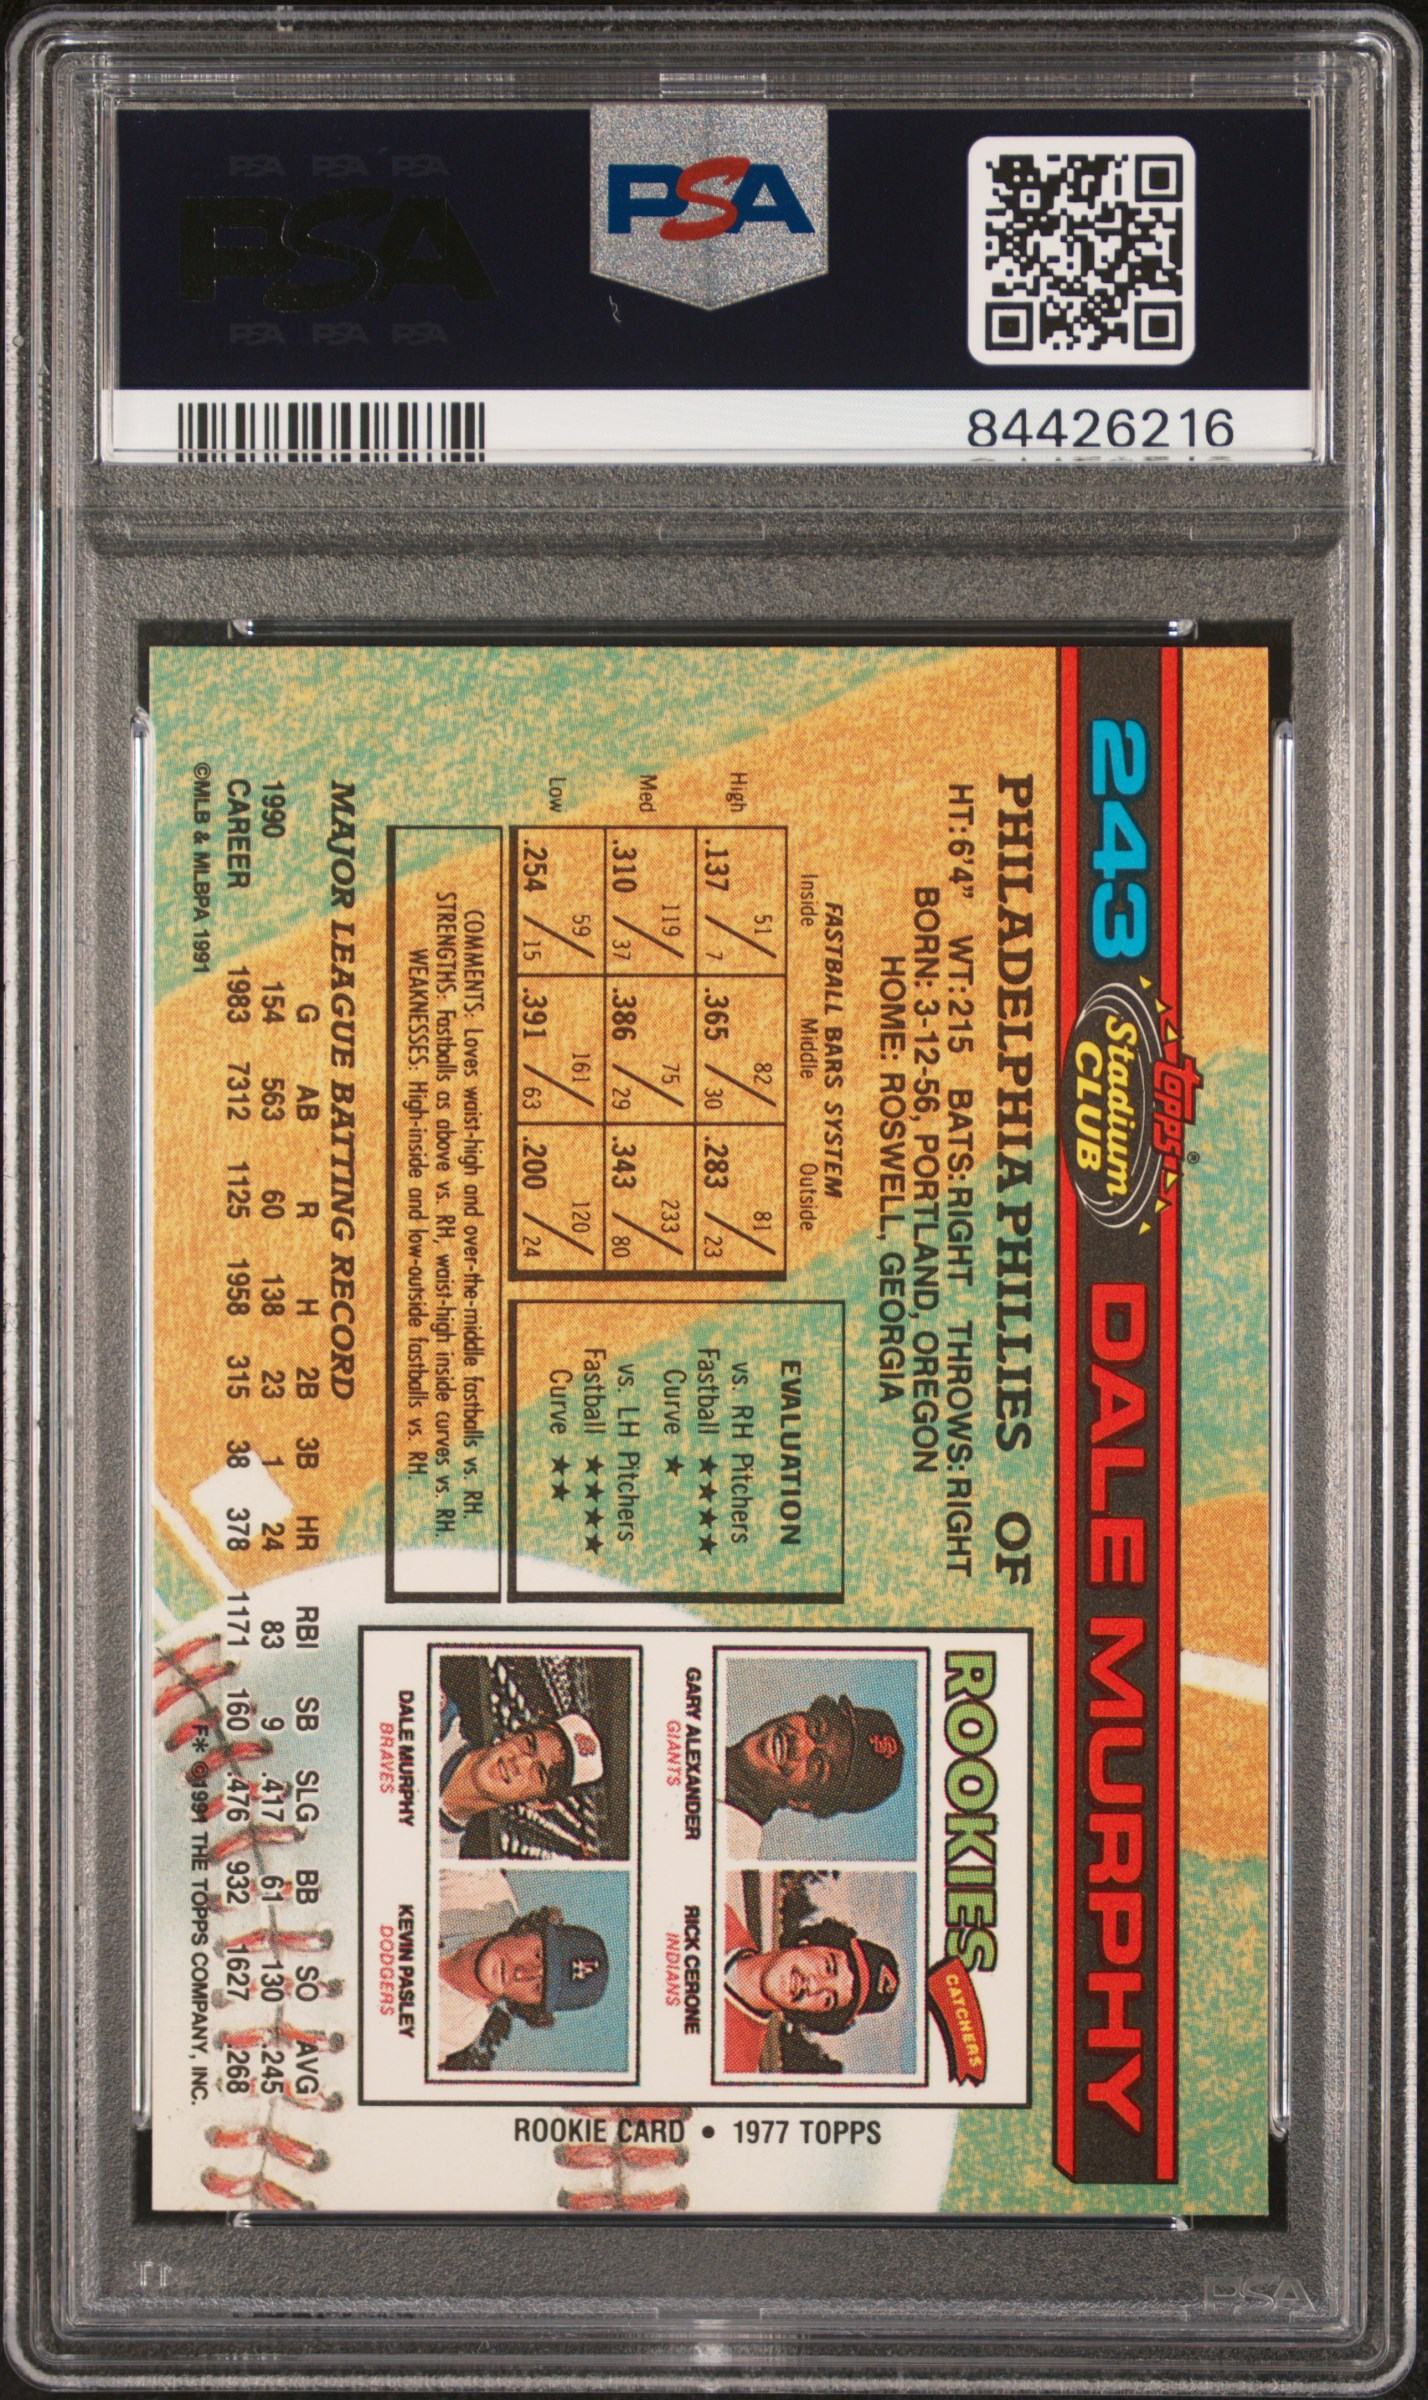 PSA PSA PSA
PSA
PSA PSA PSA
PSA
84426216
243 Topps® Stadium CLUB DALE MURPHY
PHILADELPHIA PHILLIES OF
HT:6'4" WT:215 BATS:RIGHT THROWS:RIGHT
BORN: 3-12-56, PORTLAND, OREGON
HOME: ROSWELL, GEORGIA
FASTBALL BARS SYSTEM
Inside Middle Outside
High .137 51/7 .365 82/30 .283 81/23
Med .310 119/37 .386 75/29 .343 233/80
Low .254 59/15 .391 161/63 .200 120/24
EVALUATION
vs. RH Pitchers
Fastball ★★★★
Curve ★
vs. LH Pitchers
Fastball ★★★★
Curve ★★
COMMENTS: Loves waist-high and over-the-middle fastballs vs. RH.
STRENGTHS: Fastballs as above vs. RH, waist-high inside curves vs. RH.
WEAKNESSES: High-inside and low-outside fastballs vs. RH.
ROOKIES CATCHERS
GARY ALEXANDER
GIANTS
RICK CERONE
INDIANS
DALE MURPHY
BRAVES
KEVIN PASLEY
DODGERS
ROOKIE CARD • 1977 TOPPS
MAJOR LEAGUE BATTING RECORD
G AB R H 2B 3B HR RBI SB SLG BB SO AVG
1990 154 563 60 138 23 1 24 83 9 .417 61 130 .245
CAREER 1983 7312 1125 1958 315 38 378 1171 160 .476 932 1627 .268
©MLB & MLBPA 1991
F* ©1991 THE TOPPS COMPANY, INC.
PSA